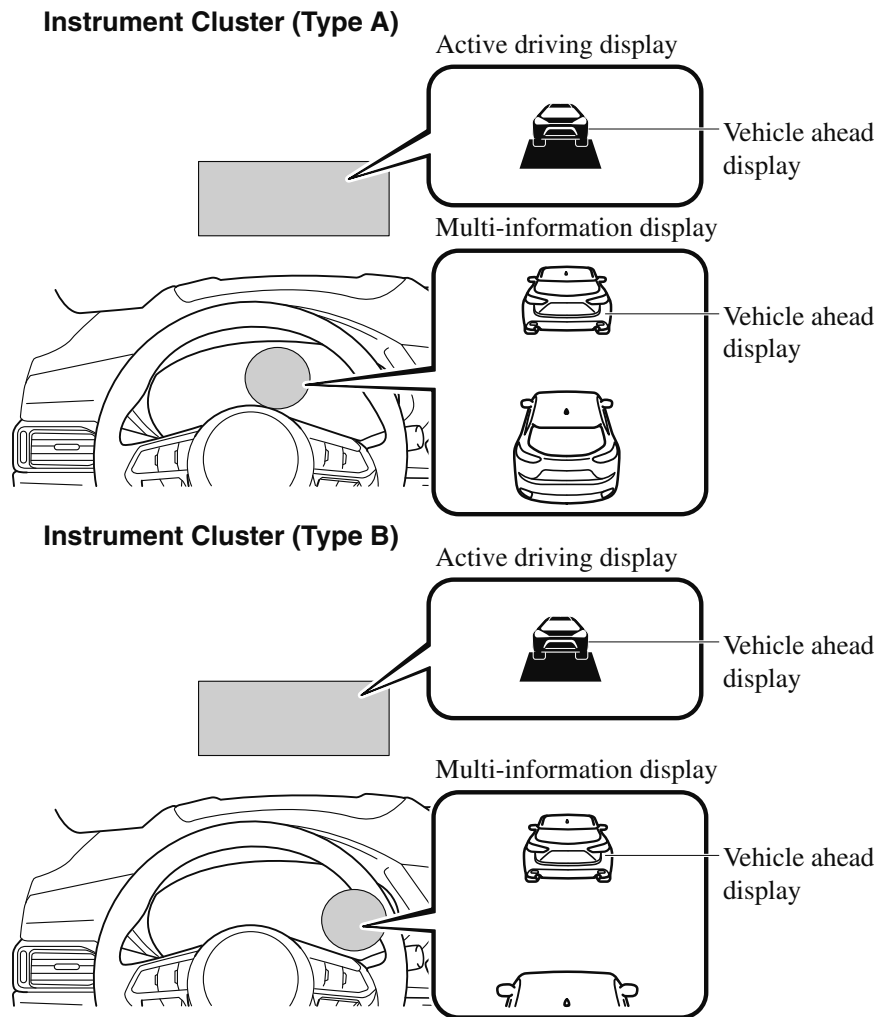 Instrument Cluster (Type A)
Active driving display
Vehicle ahead
display
Multi-information display
Vehicle ahead
display
Instrument Cluster (Type B)
Active driving display
Vehicle ahead
display
Multi-information display
Vehicle ahead
display